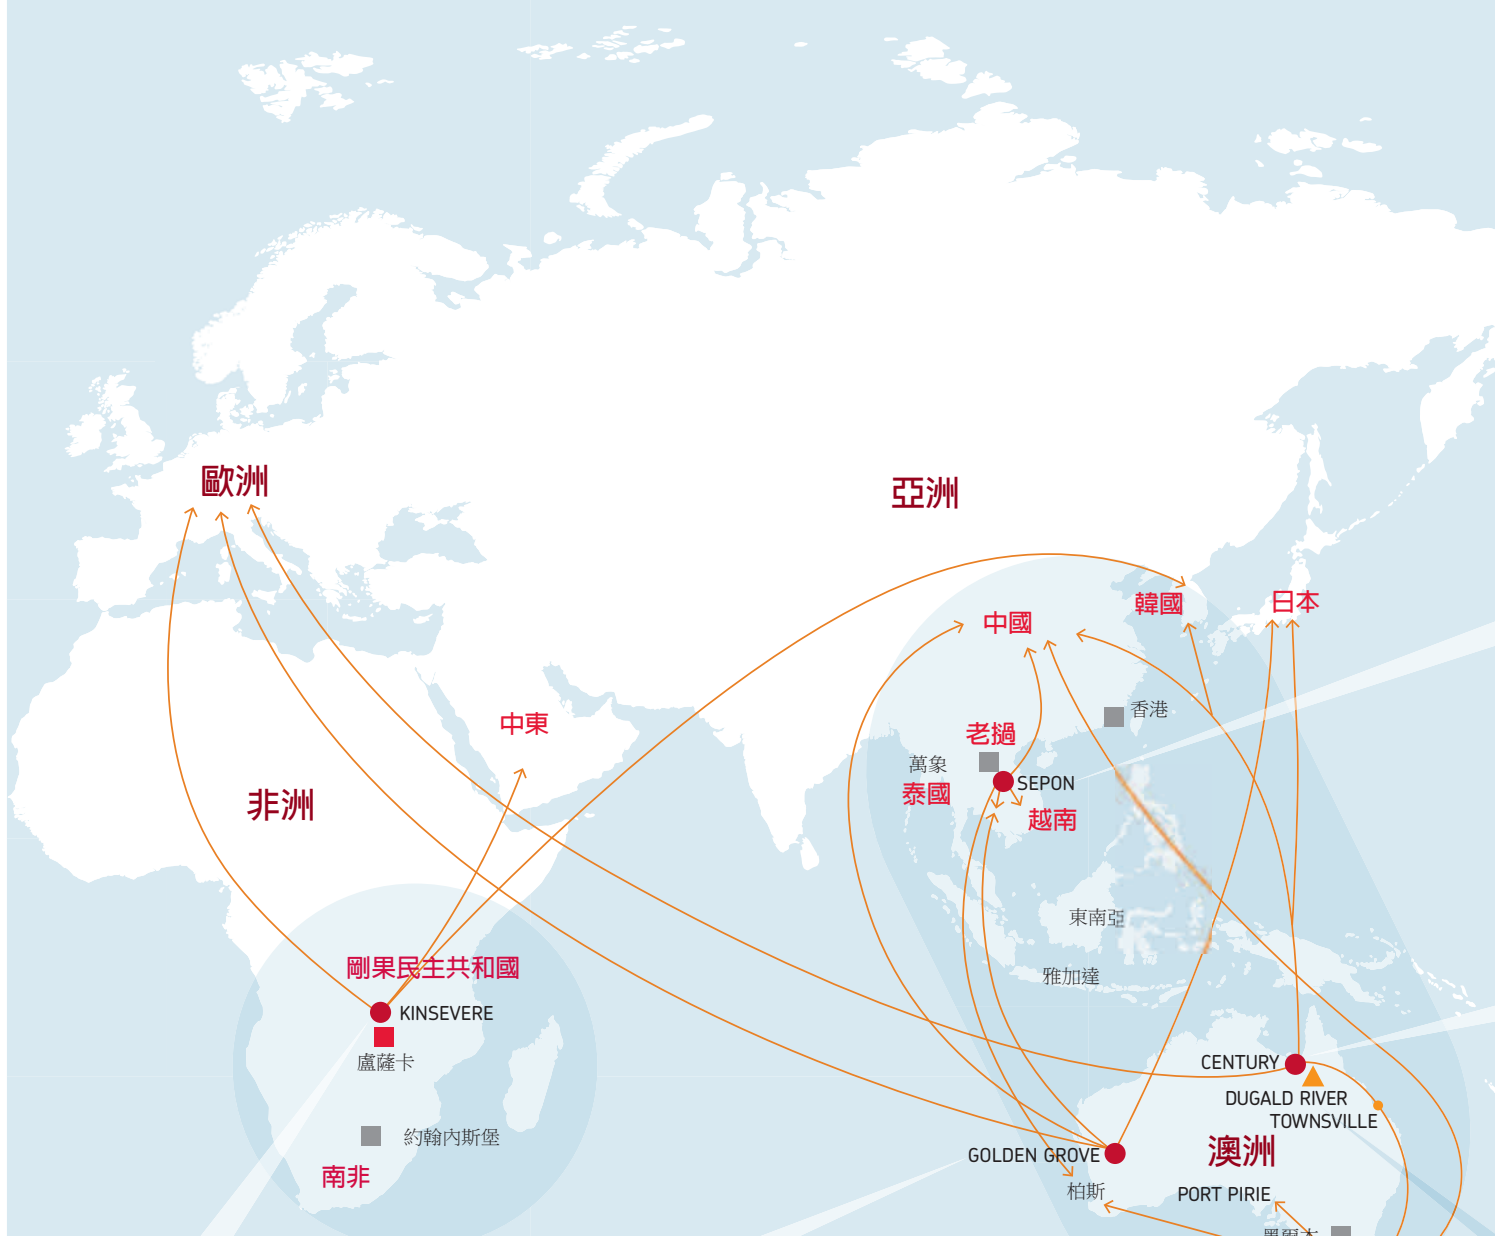 歐洲
亞洲
韓國
日本
中國
香港
中東
老撾
萬象
SEPON
泰國
越南
非洲
東南亞
剛果民主共和國
雅加達
KINSEVERE
盧薩卡
CENTURY
DUGALD RIVER
TOWNSVILLE
約翰內斯堡
GOLDEN GROVE
澳洲
南非
柏斯
PORT PIRIE